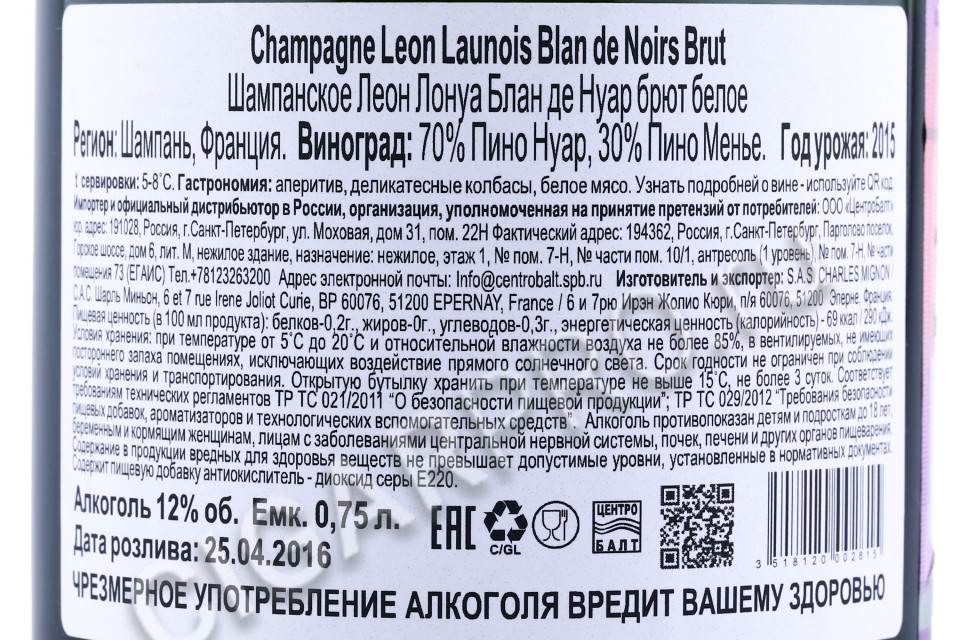 Champagne Leon Launois Blan de Noirs Brut
Шампанское Леон Лонуа Блан де Нуар брют белое
Регион: Шампань, Франция. Виноград: 70% Пино Нуар, 30% Пино Менье. Год урожая: 2015
t сервировки: 5-8°С. Гастрономия: аперитив, деликатесные колбасы, белое мясо. Узнать подробней о вине - используйте QR код
Импортер и официальный дистрибьютор в России, организация, уполномоченная на принятие претензий от потребителей: ООО «ЦентроБалт»
юр. адрес: 191028, Россия, г.Санкт-Петербург, ул. Моховая, дом 31, пом. 22Н Фактический адрес: 194362, Россия, г.Санкт-Петербург, Парголово поселок,
Горское шоссе, дом 6, лит. М, нежилое здание, назначение: нежилое, этаж 1, № пом. 7-Н, № части пом. 10/1, антресоль (1 уровень), № пом. 7-Н, № части
помещения 73 (ЕГАИС) Тел.+78123263200 Адрес электронной почты: Info@centrobalt.spb.ru Изготовитель и экспортер: S.A.S. CHARLES MIGNON /
С.А.С. Шарль Миньон, 6 et 7 rue Irene Joliot Curie, BP 60076, 51200 EPERNAY, France / 6 и 7рю Ирэн Жолио Кюри, п/я 60076, 51200 Эперне, Франция.
Пищевая ценность (в 100 мл продукта): белков-0,2г., жиров-0г., углеводов-0,3г., энергетическая ценность (калорийность) - 69 ккал / 290 кДж.
Условия хранения: при температуре от 5°С до 20°С и относительной влажности воздуха не более 85%, в вентилируемых, не имеющих
постороннего запаха помещениях, исключающих воздействие прямого солнечного света. Срок годности не ограничен при соблюдении
условий хранения и транспортирования. Открытую бутылку хранить при температуре не выше 15°С, не более 3 суток. Соответствует
требованиям технических регламентов ТР ТС 021/2011 "О безопасности пищевой продукции"; ТР ТС 029/2012 "Требования безопасности
пищевых добавок, ароматизаторов и технологических вспомогательных средств". Алкоголь противопоказан детям и подросткам до 18 лет,
беременным и кормящим женщинам, лицам с заболеваниями центральной нервной системы, почек, печени и других органов пищеварения.
Содержание в продукции вредных для здоровья веществ не превышает допустимые уровни, установленные в нормативных документах.
Содержит пищевую добавку антиокислитель - диоксид серы Е220.
Алкоголь 12% об. Емк. 0,75 л.
Дата розлива: 25.04.2016
EAC
C/GL
ЦЕНТРО
БАЛТ
3 518120 002615
ЧРЕЗМЕРНОЕ УПОТРЕБЛЕНИЕ АЛКОГОЛЯ ВРЕДИТ ВАШЕМУ ЗДОРОВЬЮ
CIGARPRO.RU